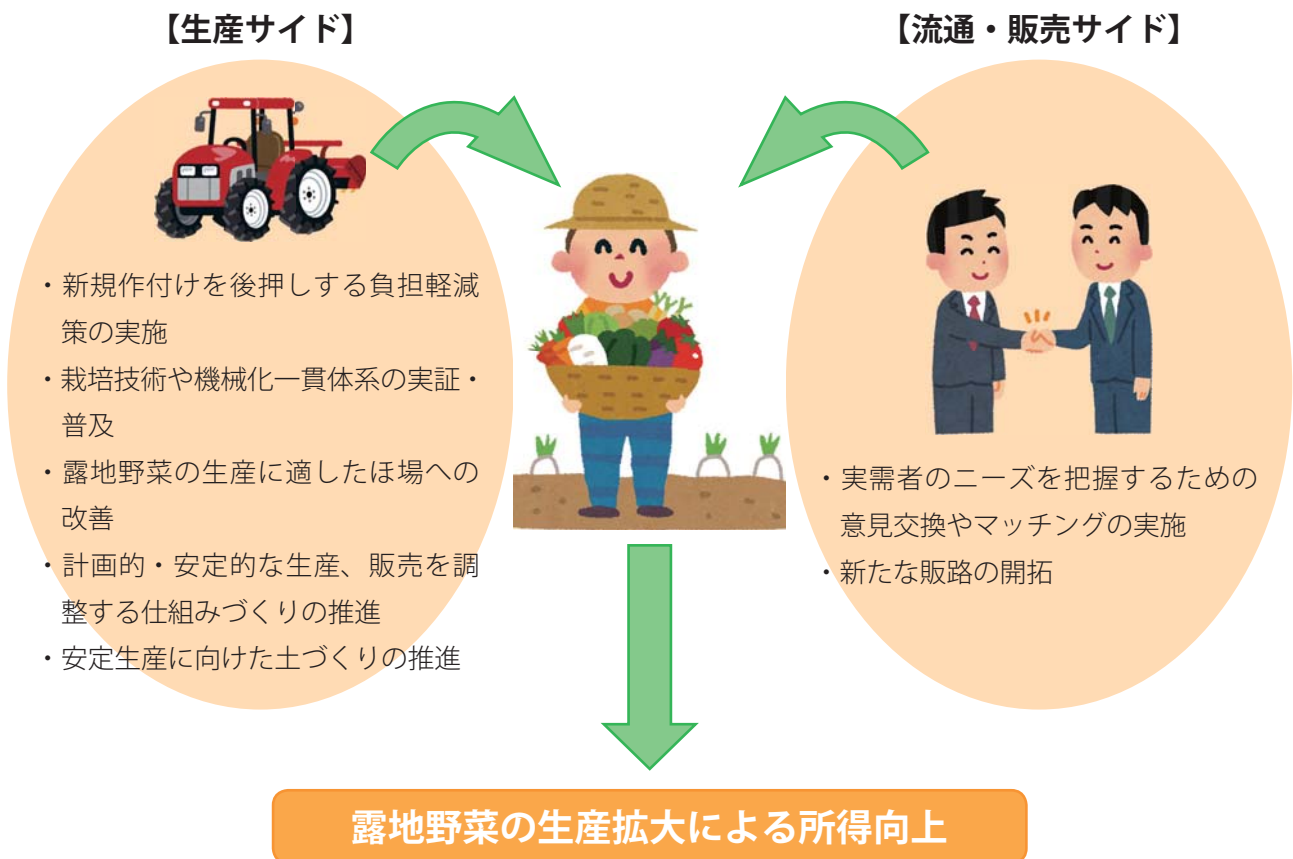 【生産サイド】
・新規作付けを後押しする負担軽減
策の実施
・栽培技術や機械化一貫体系の実証・
普及
・露地野菜の生産に適したほ場への
改善
・計画的・安定的な生産、販売を調
整する仕組みづくりの推進
・安定生産に向けた土づくりの推進
【流通・販売サイド】
・実需者のニーズを把握するための
意見交換やマッチングの実施
・新たな販路の開拓
露地野菜の生産拡大による所得向上